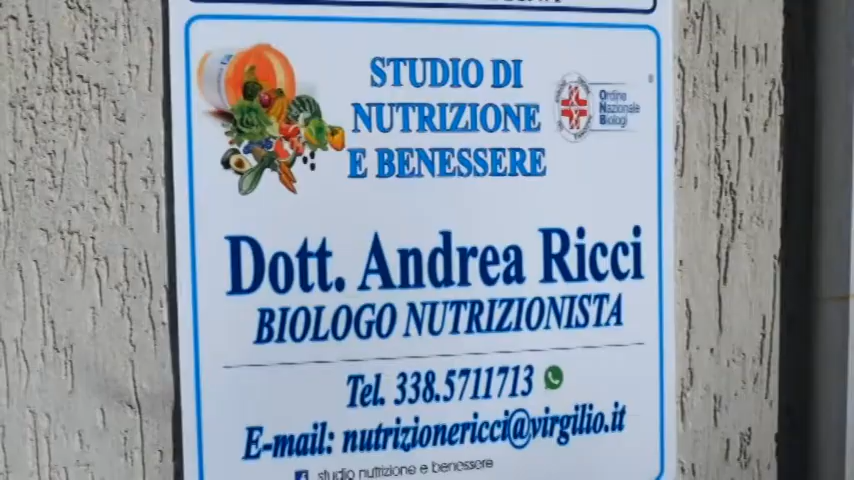 STUDIO DI
NUTRIZIONE
E BENESSERE
Ordine
Nazionale
Biologi
Dott. Andrea Ricci
BIOLOGO NUTRIZIONISTA
Tel. 338.5711713
E-mail: nutrizionericci@virgilio.it
studio nutrizione e benessere